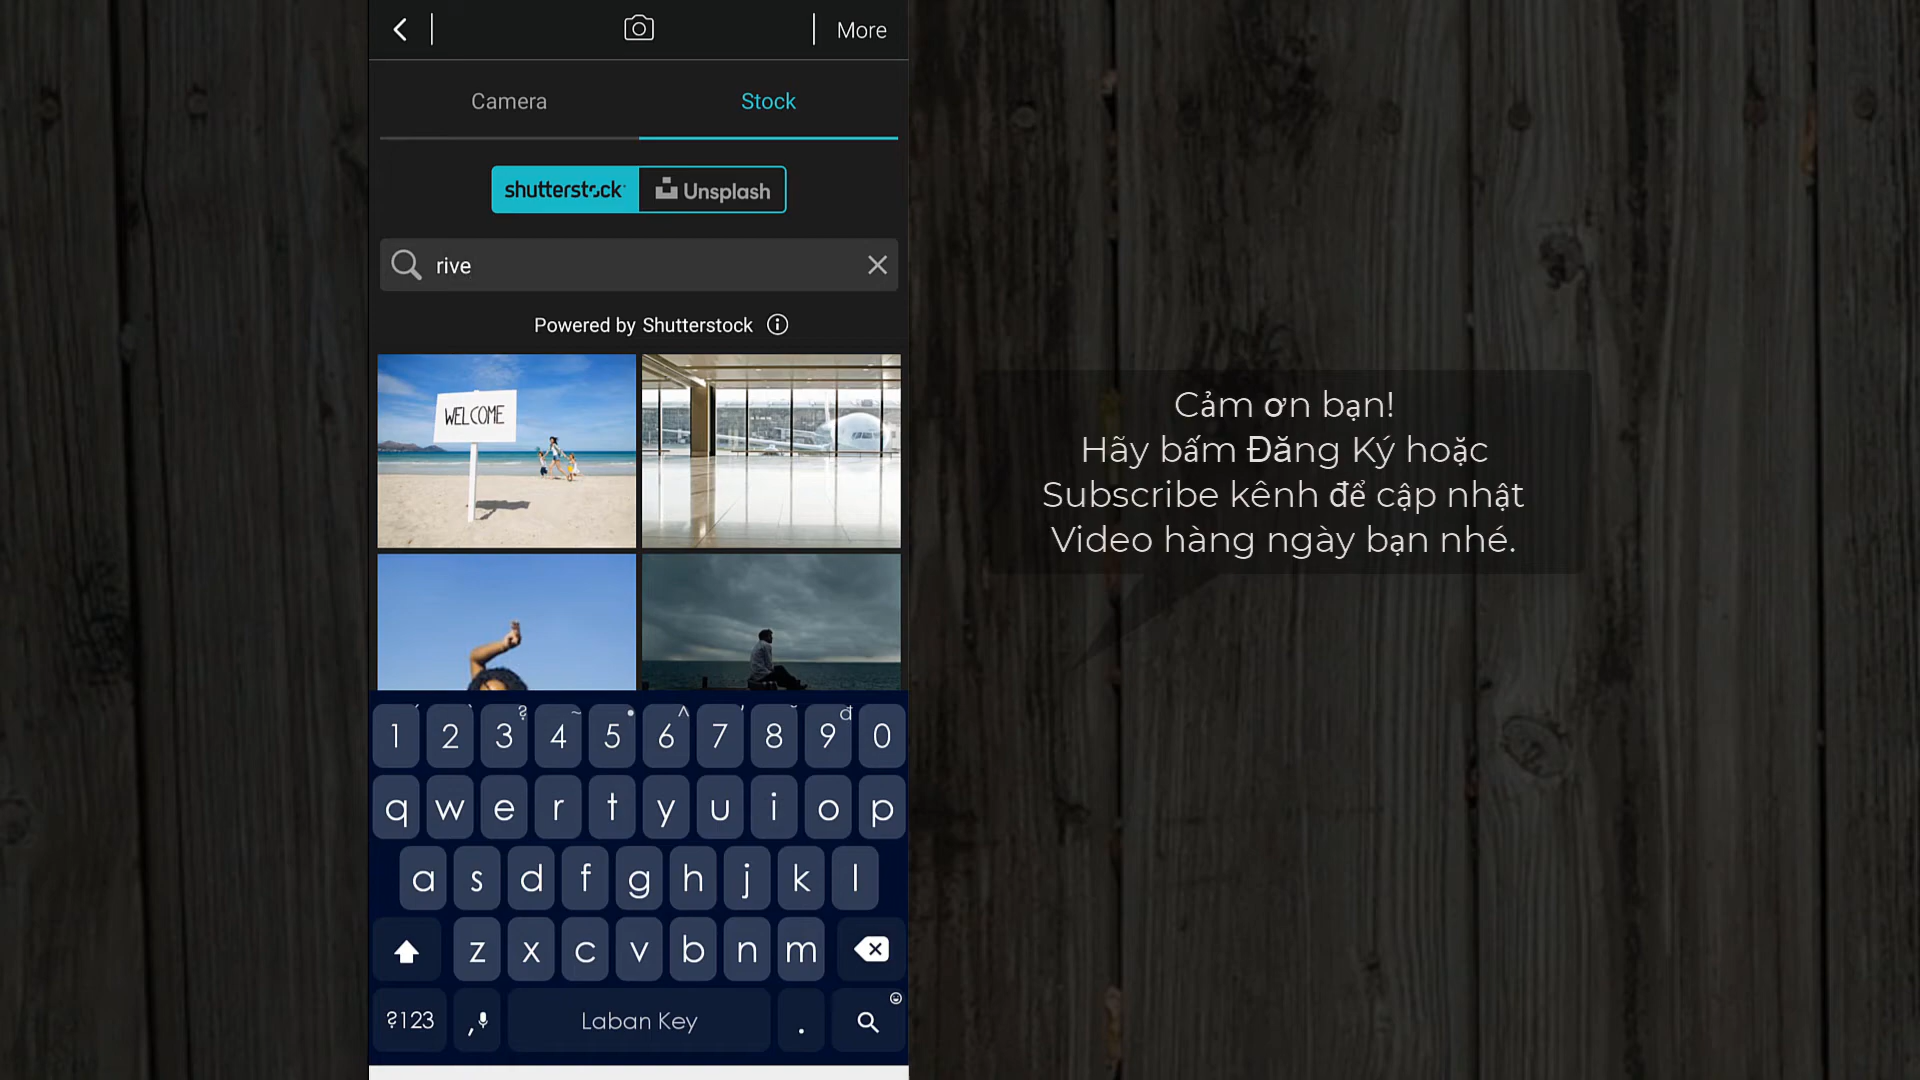 More
Camera
Stock
shutterstock
Unsplash
rive
Powered by Shutterstock
WELCOME
Cảm ơn bạn!
Hãy bấm Đăng Ký hoặc
Subscribe kênh để cập nhật
Video hàng ngày bạn nhé.
1 2 3 4 5 6 7 8 9 0
q w e r t y u i o p
a s d f g h j k l
z x c v b n m
?123 , Laban Key .